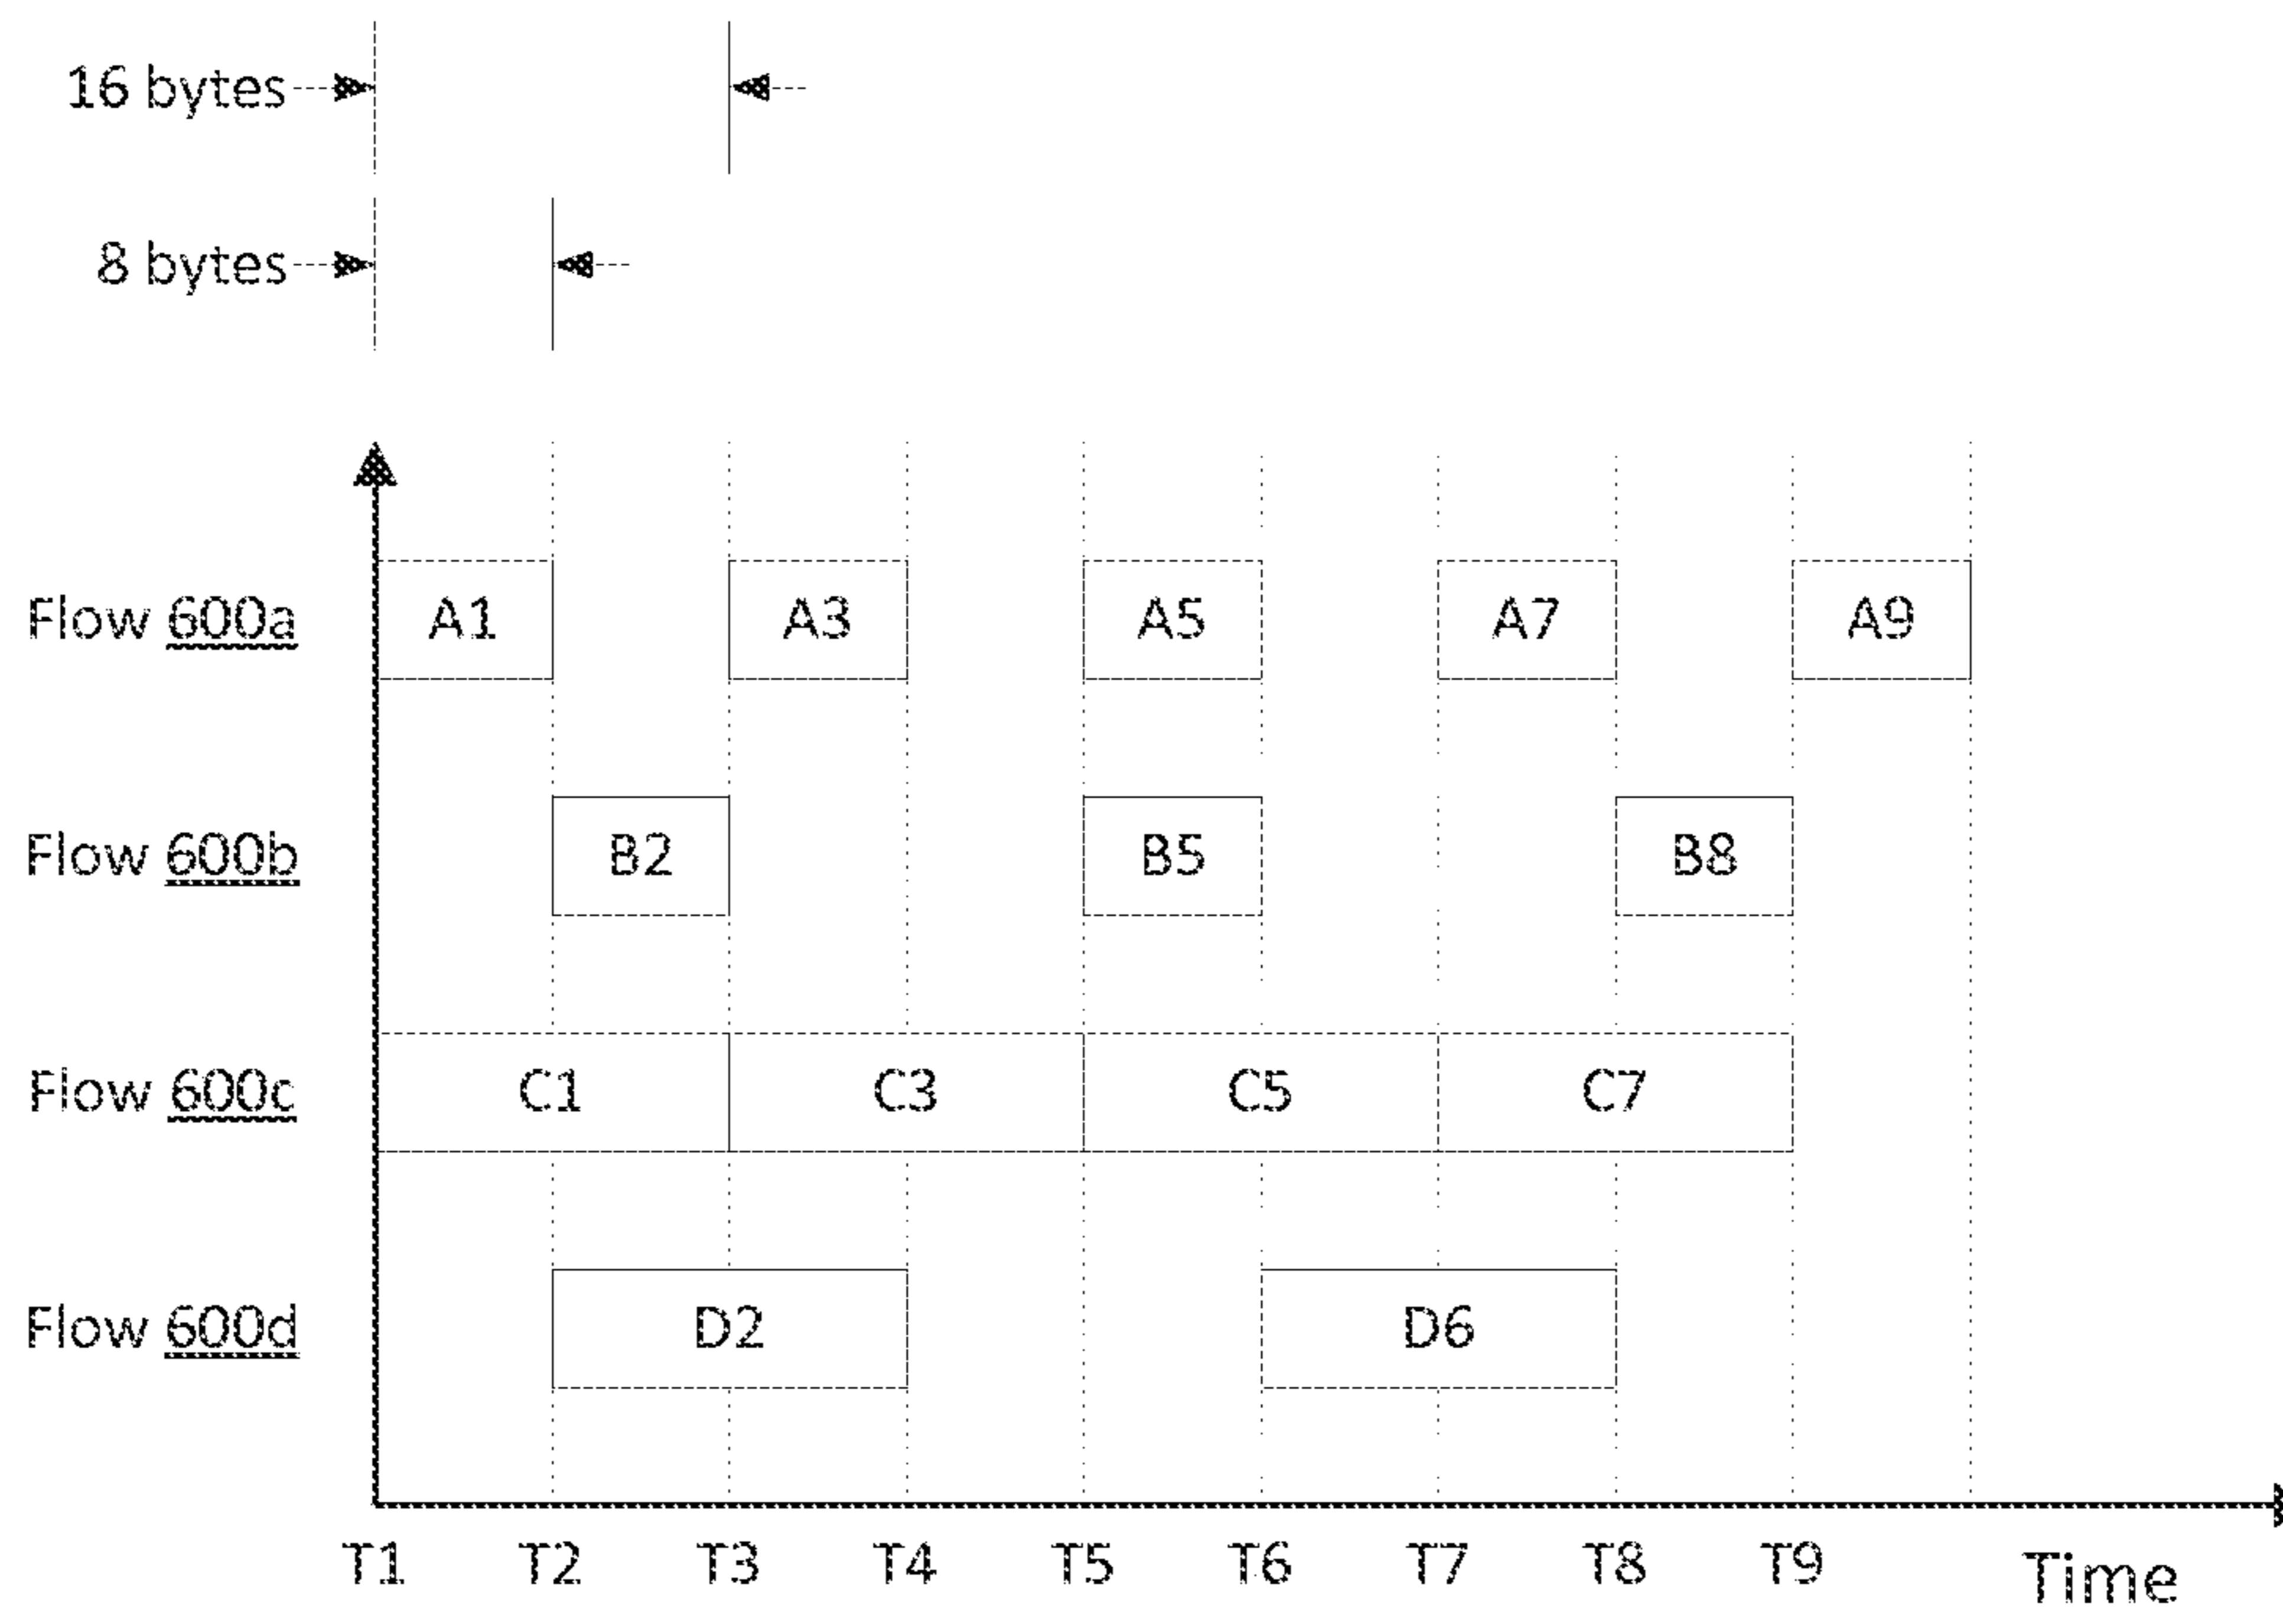 16 bytes
8 bytes
Flow 600a A1 A3 A5 A7 A9
Flow 600b B2 B5 B8
Flow 600c C1 C3 C5 C7
Flow 600d D2 D6
T1 T2 T3 T4 T5 T6 T7 T8 T9 Time